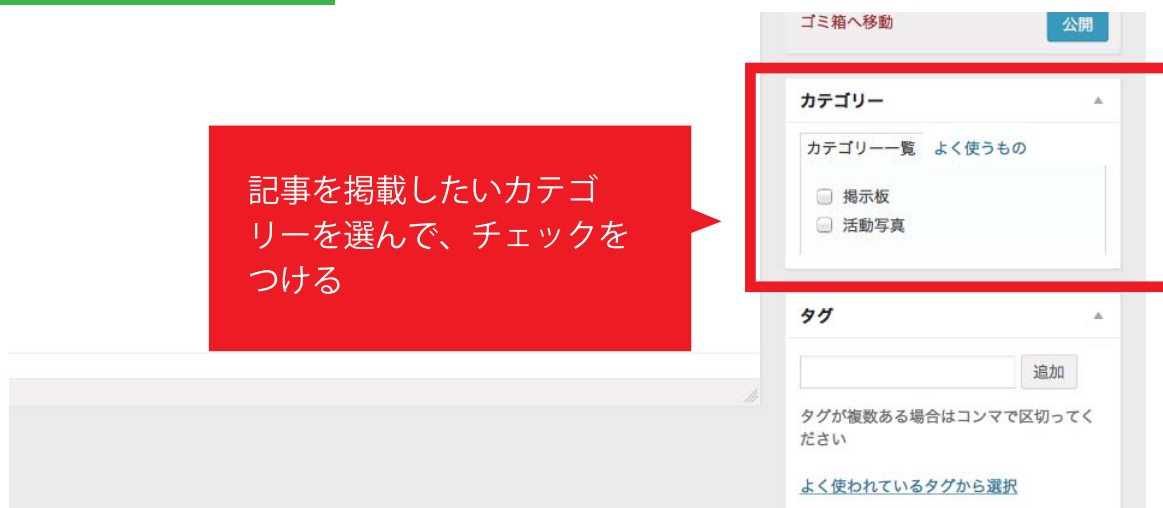 ゴミ箱へ移動
公開
カテゴリー
カテゴリー一覧 よく使うもの
掲示板
活動写真
記事を掲載したいカテゴ
リーを選んで、チェックを
つける
タグ
追加
タグが複数ある場合はコンマで区切ってく
ださい
よく使われているタグから選択